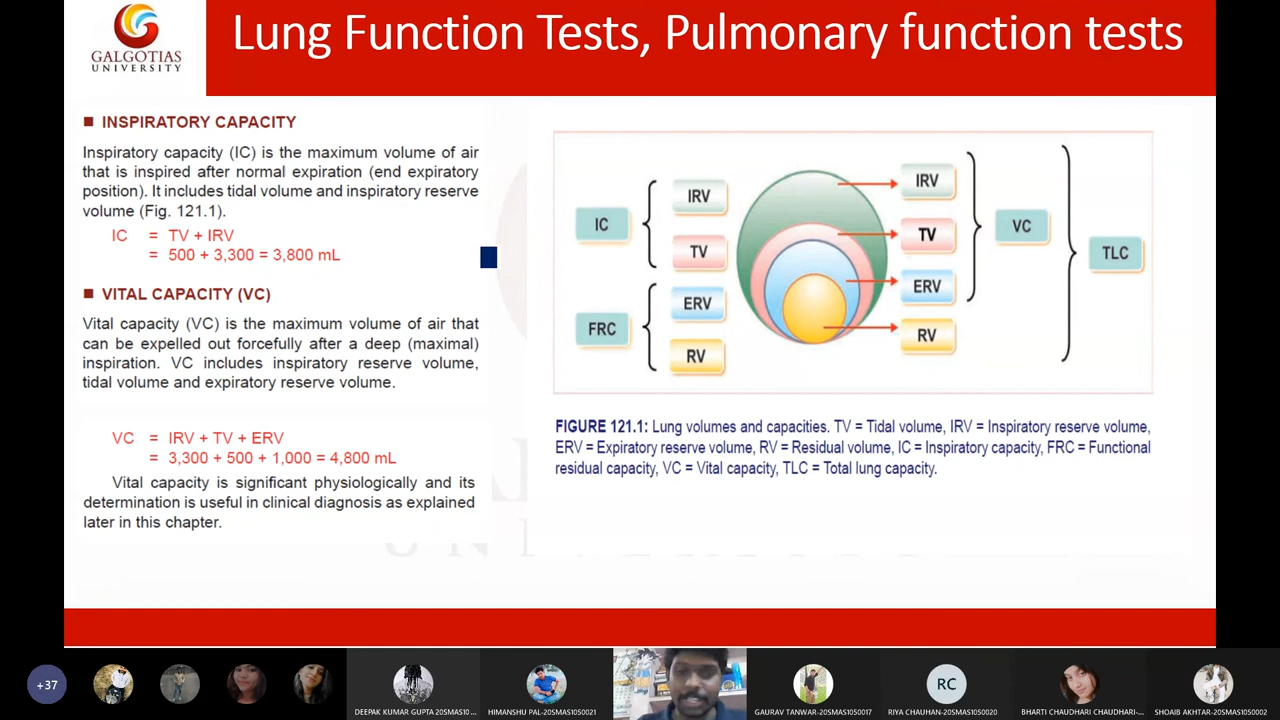 GALGOTIAS
UNIVERSITY
Lung Function Tests, Pulmonary function tests
INSPIRATORY CAPACITY
Inspiratory capacity (IC) is the maximum volume of air
that is inspired after normal expiration (end expiratory
position). It includes tidal volume and inspiratory reserve
volume (Fig. 121.1).
IC = TV + IRV
= 500 + 3,300 = 3,800 mL
VITAL CAPACITY (VC)
Vital capacity (VC) is the maximum volume of air that
can be expelled out forcefully after a deep (maximal)
inspiration. VC includes inspiratory reserve volume,
tidal volume and expiratory reserve volume.
VC = IRV + TV + ERV
= 3,300 + 500 + 1,000 = 4,800 mL
Vital capacity is significant physiologically and its
determination is useful in clinical diagnosis as explained
later in this chapter.
IC
IRV
TV
FRC
ERV
RV
IRV
TV
ERV
RV
VC
TLC
FIGURE 121.1: Lung volumes and capacities. TV = Tidal volume, IRV = Inspiratory reserve volume,
ERV = Expiratory reserve volume, RV = Residual volume, IC = Inspiratory capacity, FRC = Functional
residual capacity, VC = Vital capacity, TLC = Total lung capacity.
+37
DEEPAK KUMAR GUPTA 20SMAS10...
HIMANSHU PAL-20SMAS1050021
GAURAV TANWAR-20SMAS1050017
RC
RIYA CHAUHAN-20SMAS1050020
BHARTI CHAUDHARI CHAUDHARI-...
SHOAIB AKHTAR-20SMAS1050002